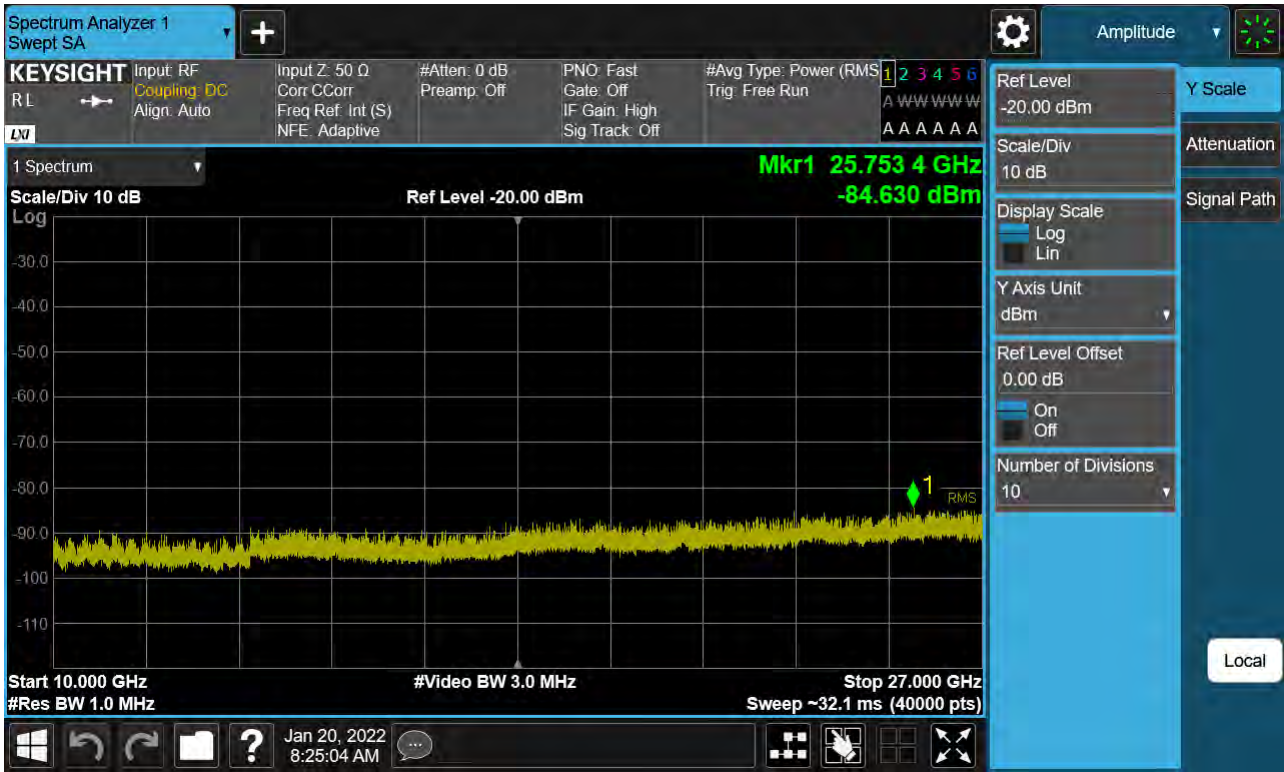 Spectrum Analyzer 1
Swept SA
Amplitude
KEYSIGHT
R L
LXI
Input: RF
Coupling: DC
Align: Auto
Input Z: 50 Ω
Corr CCorr
Freq Ref: Int (S)
NFE: Adaptive
#Atten: 0 dB
Preamp: Off
PNO: Fast
Gate: Off
IF Gain: High
Sig Track: Off
#Avg Type: Power (RMS
Trig: Free Run
1 2 3 4 5 6
A W W W W W
A A A A A A
1 Spectrum
Mkr1 25.753 4 GHz
-84.630 dBm
Scale/Div 10 dB
Ref Level -20.00 dBm
Log
-30.0
-40.0
-50.0
-60.0
-70.0
-80.0
-90.0
-100
-110
1
RMS
Start 10.000 GHz
#Video BW 3.0 MHz
Stop 27.000 GHz
#Res BW 1.0 MHz
Sweep ~32.1 ms (40000 pts)
Ref Level
-20.00 dBm
Scale/Div
10 dB
Display Scale
Log
Lin
Y Axis Unit
dBm
Ref Level Offset
0.00 dB
On
Off
Number of Divisions
10
Y Scale
Attenuation
Signal Path
Local
?
Jan 20, 2022
8:25:04 AM